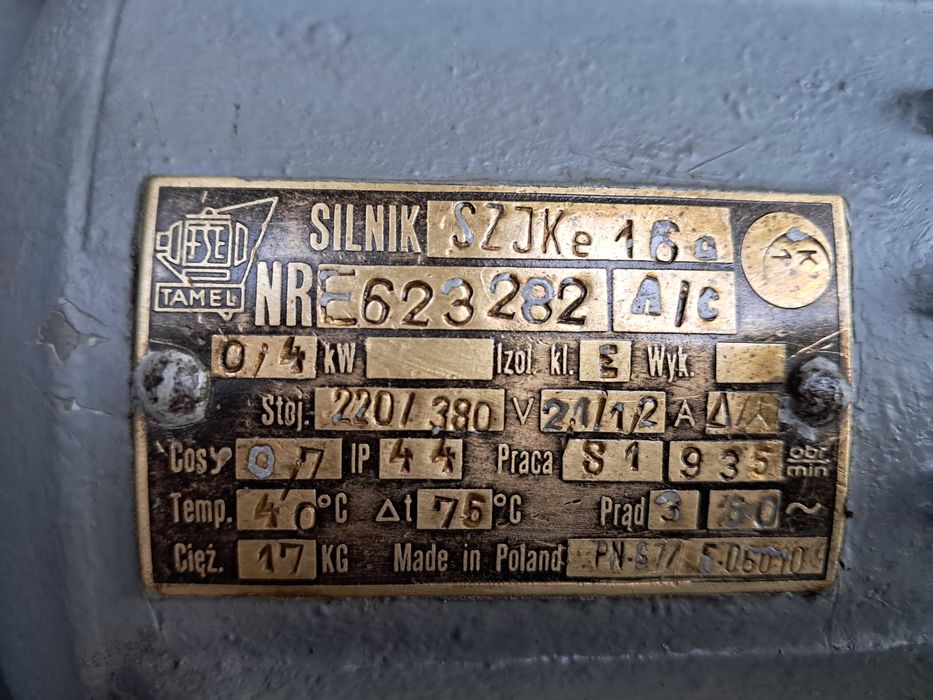 FSE
TAMEL
SILNIK SZJKe 16a
KK 1
NR E623282 A/C
0,4 kW Izol. kl. E Wyk.
Stoj. 220/380 V 2,1/1,2 A Δ/⅄
Cosφ 0,7 IP 44 Praca S1 935 obr/min
Temp. 40 °C Δt 75 °C Prąd 3 50 ~
Cięż. 17 KG Made in Poland PN-67/E-06010